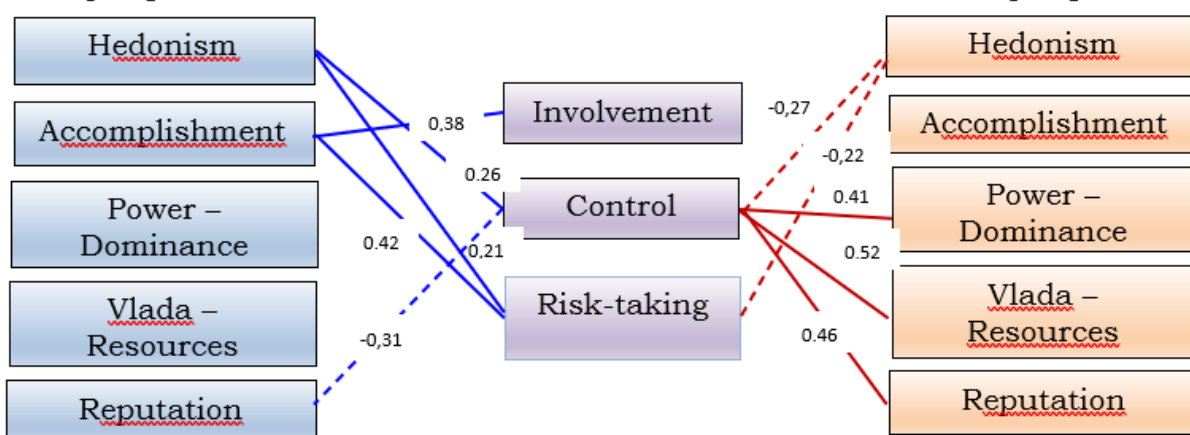 Hedonism
Accomplishment
Power –
Dominance
Vlada –
Resources
Reputation
Involvement
Control
Risk-taking
0,38
0.26
0.42
0,21
-0,31
-0,27
-0,22
0.41
0.52
0.46
Hedonism
Accomplishment
Power –
Dominance
Vlada –
Resources
Reputation